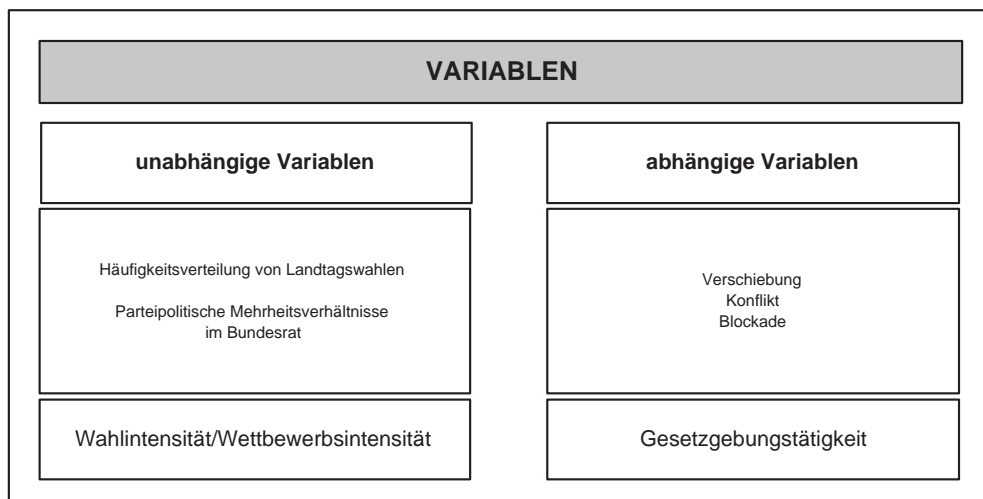 VARIABLEN
unabhängige Variablen
Häufigkeitsverteilung von Landtagswahlen
Parteipolitische Mehrheitsverhältnisse
im Bundesrat
Wahlintensität/Wettbewerbsintensität
abhängige Variablen
Verschiebung
Konflikt
Blockade
Gesetzgebungstätigkeit